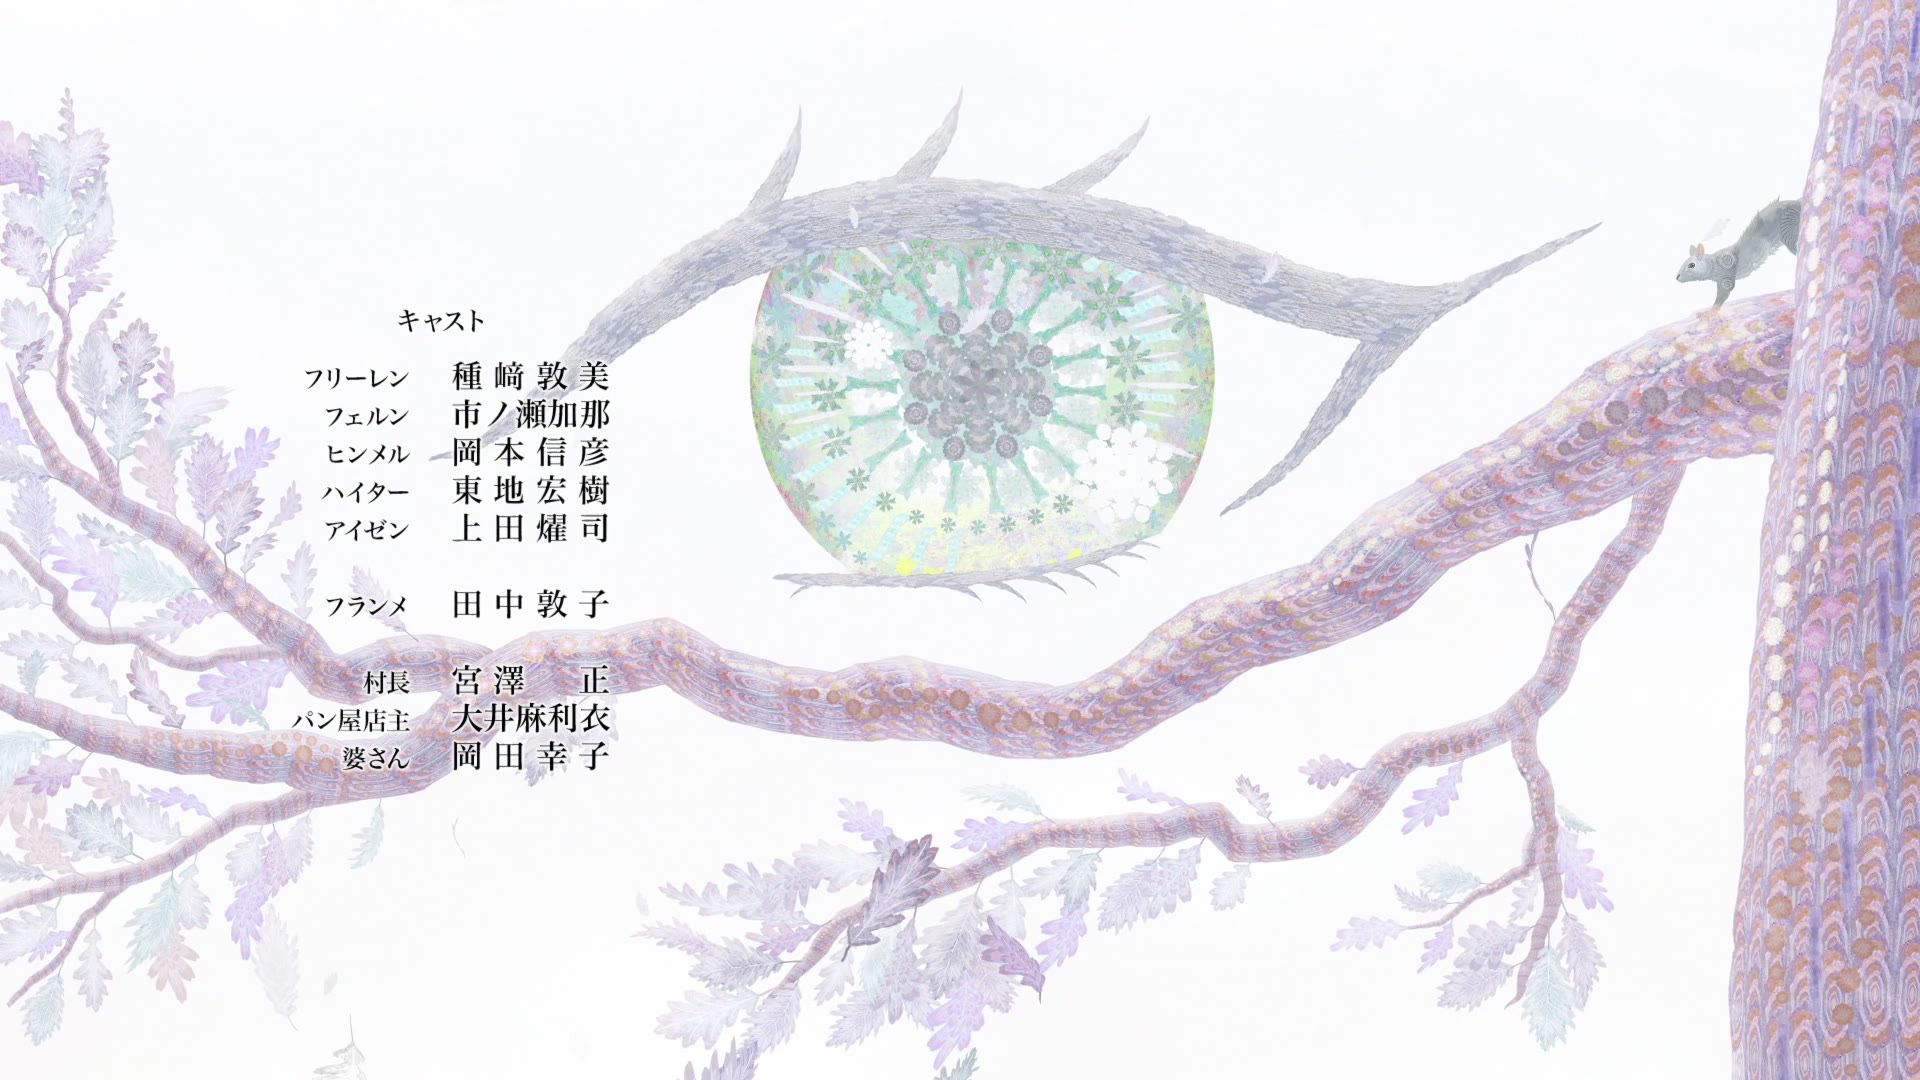 キャスト
フリーレン 種﨑敦美
フェルン 市ノ瀬加那
ヒンメル 岡本信彦
ハイター 東地宏樹
アイゼン 上田燿司
フランメ 田中敦子
村長 宮澤 正
パン屋店主 大井麻利衣
婆さん 岡田幸子